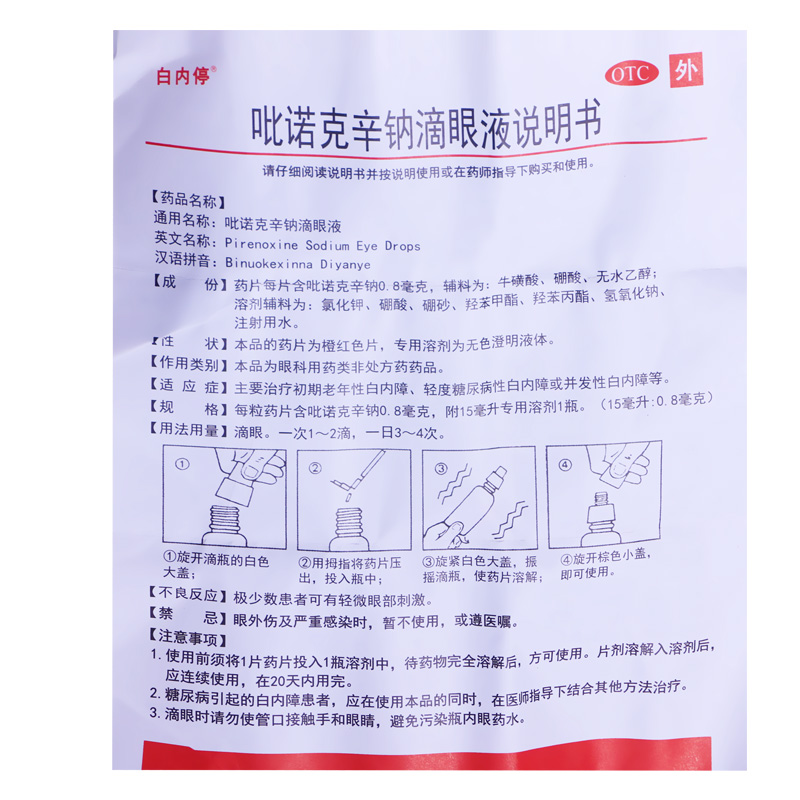 白内停®
OTC 外
吡诺克辛钠滴眼液说明书
请仔细阅读说明书并按说明使用或在药师指导下购买和使用。
【药品名称】
通用名称：吡诺克辛钠滴眼液
英文名称：Pirenoxine Sodium Eye Drops
汉语拼音：Binuokexinna Diyanye
【成 份】药片每片含吡诺克辛钠0.8毫克，辅料为：牛磺酸、硼酸、无水乙醇；
溶剂辅料为：氯化钾、硼酸、硼砂、羟苯甲酯、羟苯丙酯、氢氧化钠、
注射用水。
【性 状】本品的药片为橙红色片，专用溶剂为无色澄明液体。
【作用类别】本品为眼科用药类非处方药药品。
【适 应 症】主要治疗初期老年性白内障、轻度糖尿病性白内障或并发性白内障等。
【规 格】每粒药片含吡诺克辛钠0.8毫克，附15毫升专用溶剂1瓶。（15毫升:0.8毫克）
【用法用量】滴眼。一次1～2滴，一日3～4次。
① ② ③ ④
①旋开滴瓶的白色
大盖；
②用拇指将药片压
出，投入瓶中；
③旋紧白色大盖，振
摇滴瓶，使药片溶解；
④旋开棕色小盖，
即可使用。
【不良反应】极少数患者可有轻微眼部刺激。
【禁 忌】眼外伤及严重感染时，暂不使用，或遵医嘱。
【注意事项】
1. 使用前须将1片药片投入1瓶溶剂中，待药物完全溶解后，方可使用。片剂溶解入溶剂后，
应连续使用，在20天内用完。
2. 糖尿病引起的白内障患者，应在使用本品的同时，在医师指导下结合其他方法治疗。
3. 滴眼时请勿使管口接触手和眼睛，避免污染瓶内眼药水。